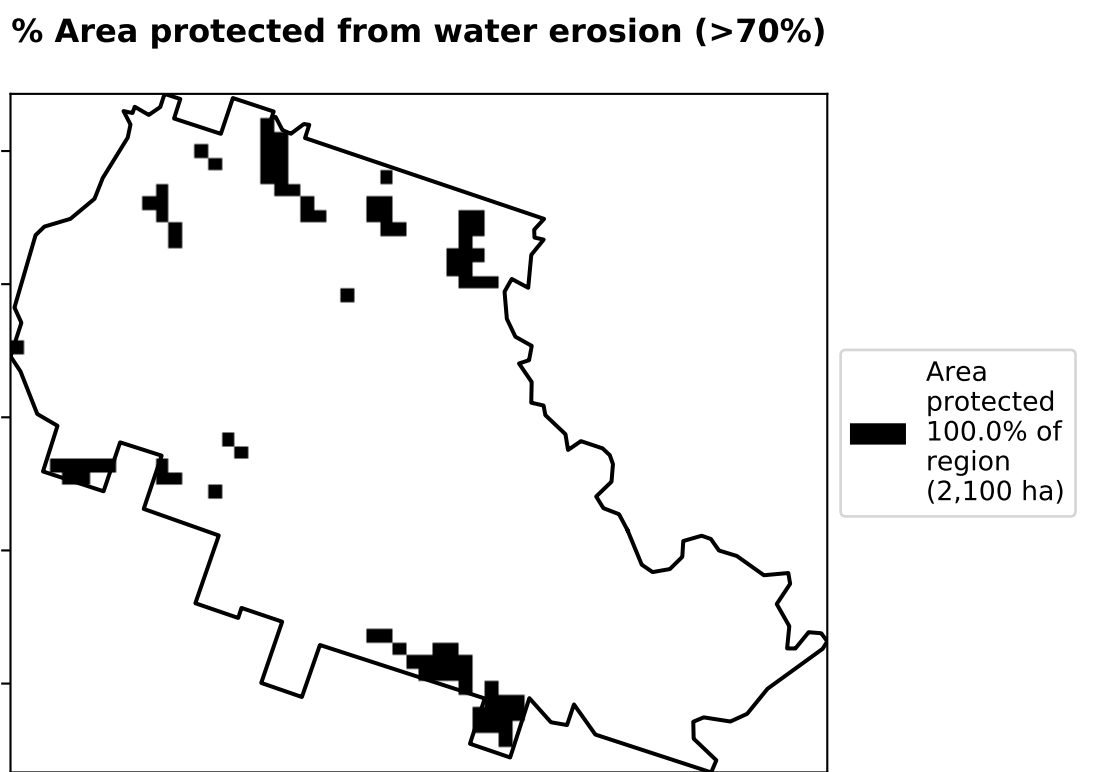 % Area protected from water erosion (>70%)
Area
protected
100.0% of
region
(2,100 ha)